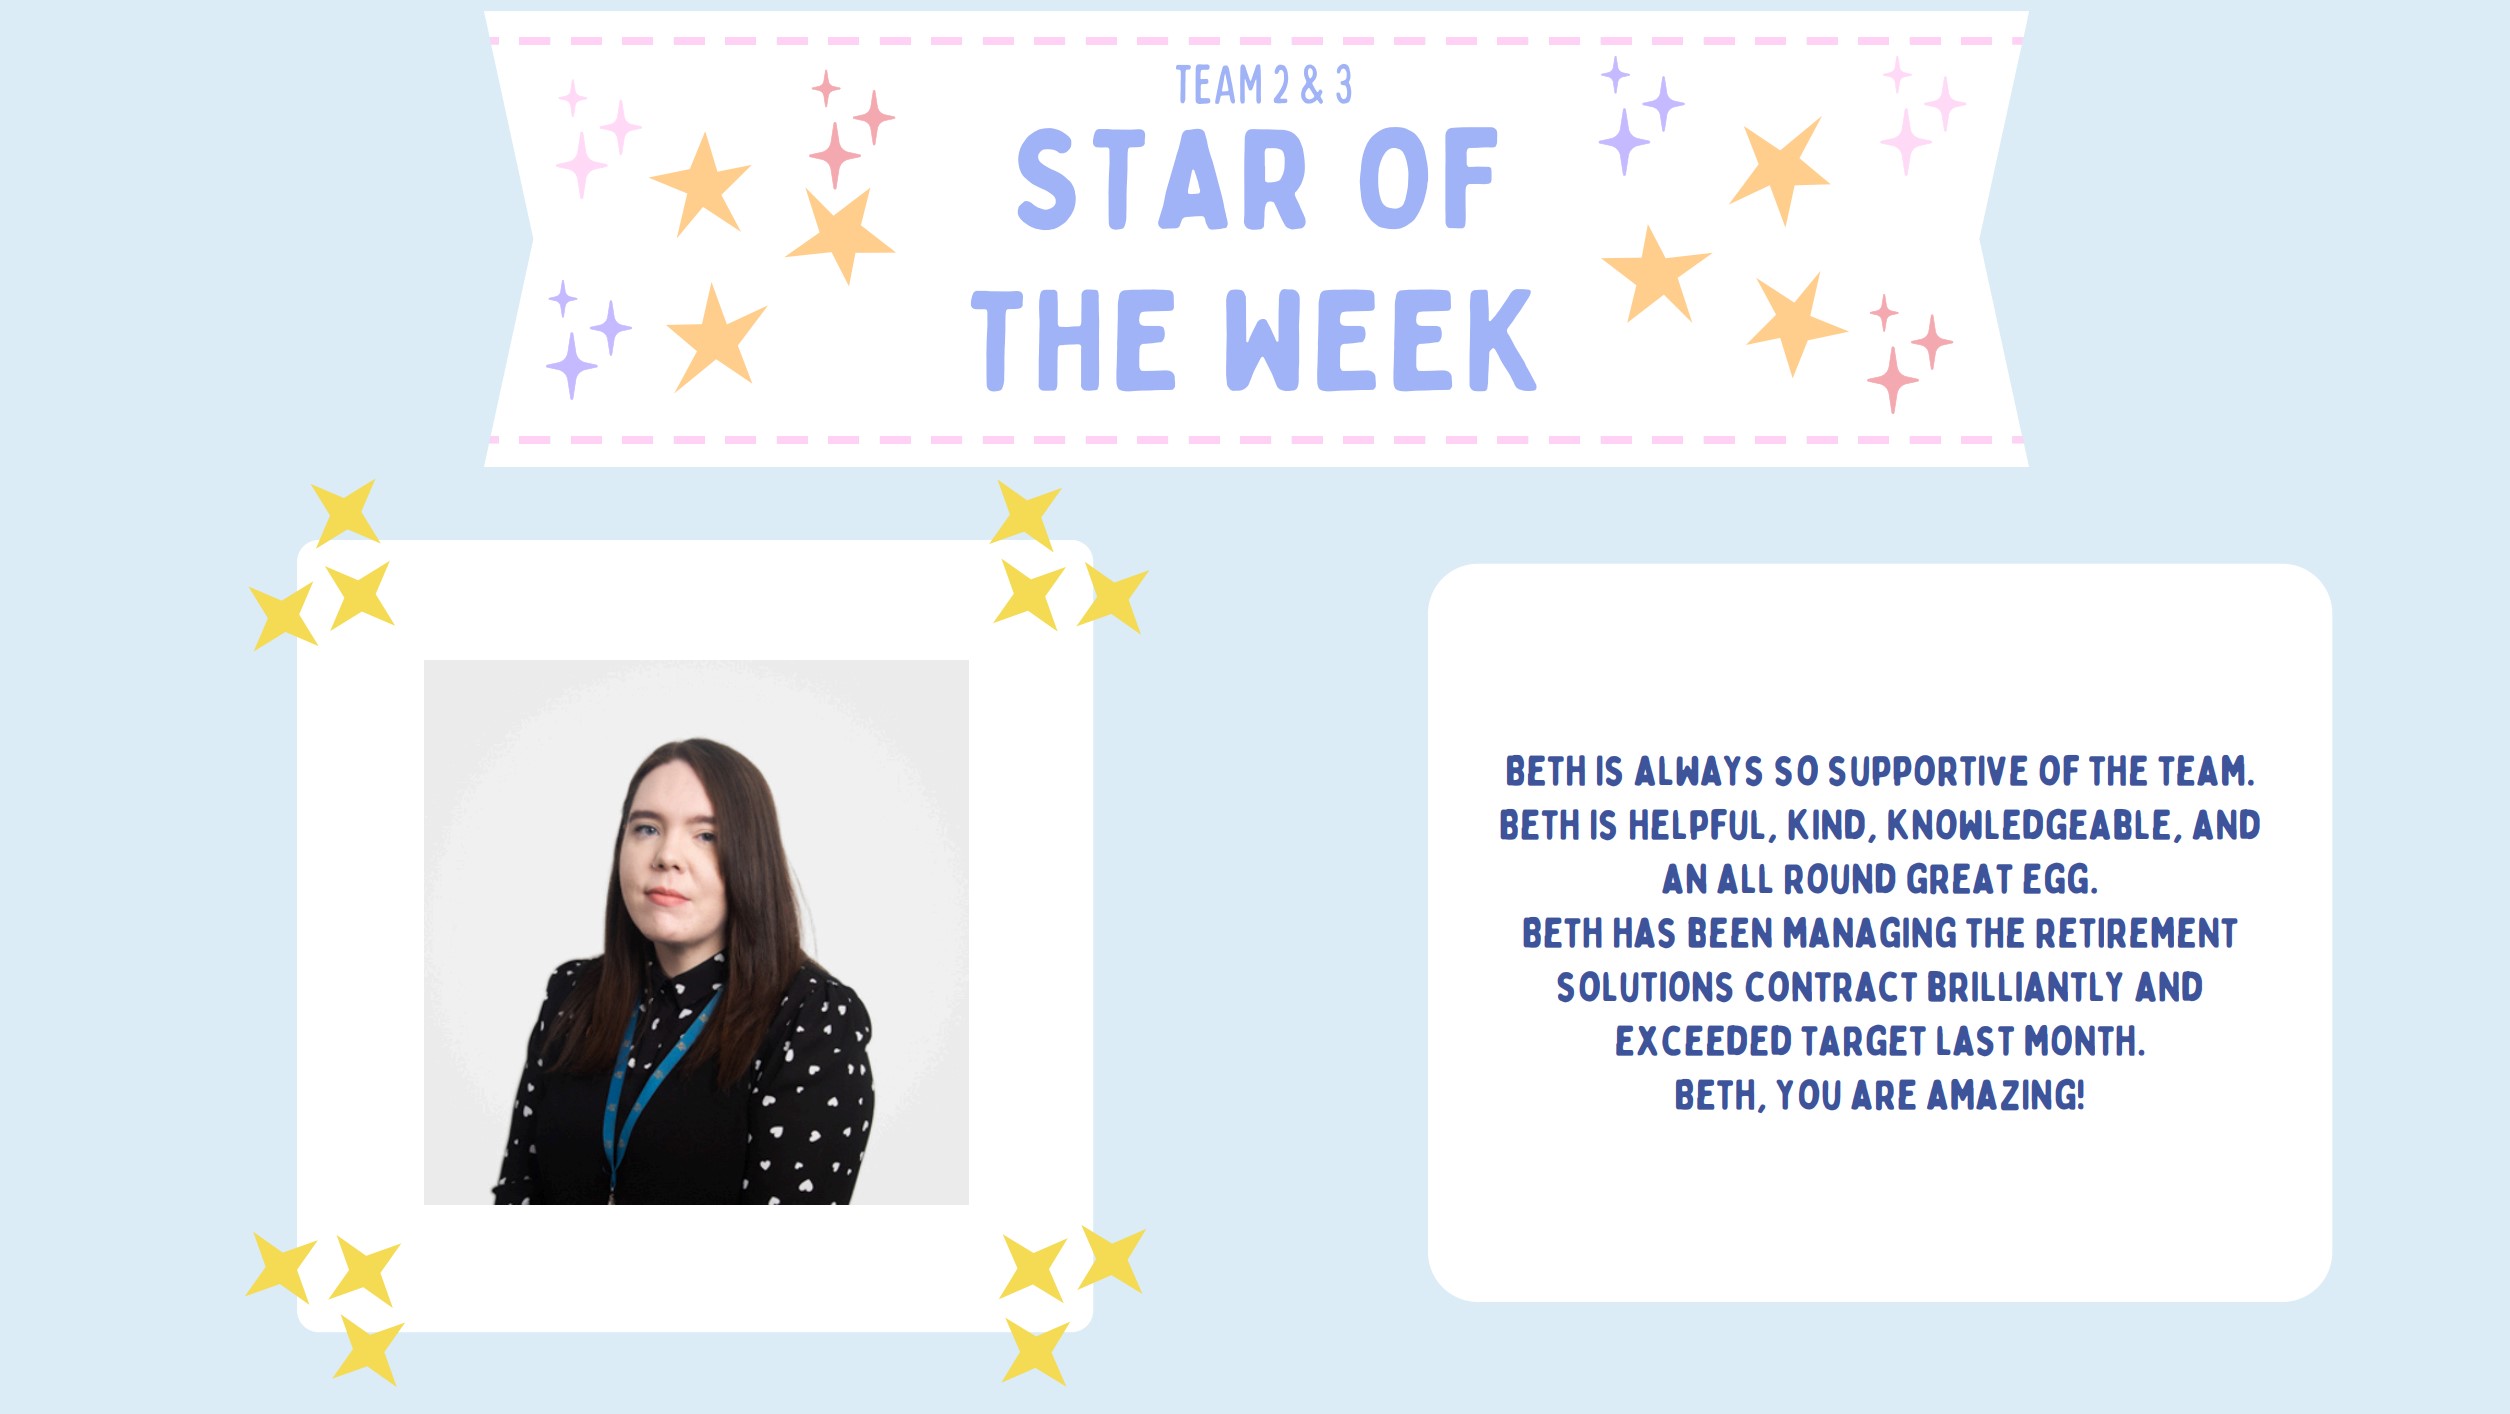 TEAM 2 & 3
STAR OF
THE WEEK
BETH IS ALWAYS SO SUPPORTIVE OF THE TEAM.
BETH IS HELPFUL, KIND, KNOWLEDGEABLE, AND
AN ALL ROUND GREAT EGG.
BETH HAS BEEN MANAGING THE RETIREMENT
SOLUTIONS CONTRACT BRILLIANTLY AND
EXCEEDED TARGET LAST MONTH.
BETH, YOU ARE AMAZING!